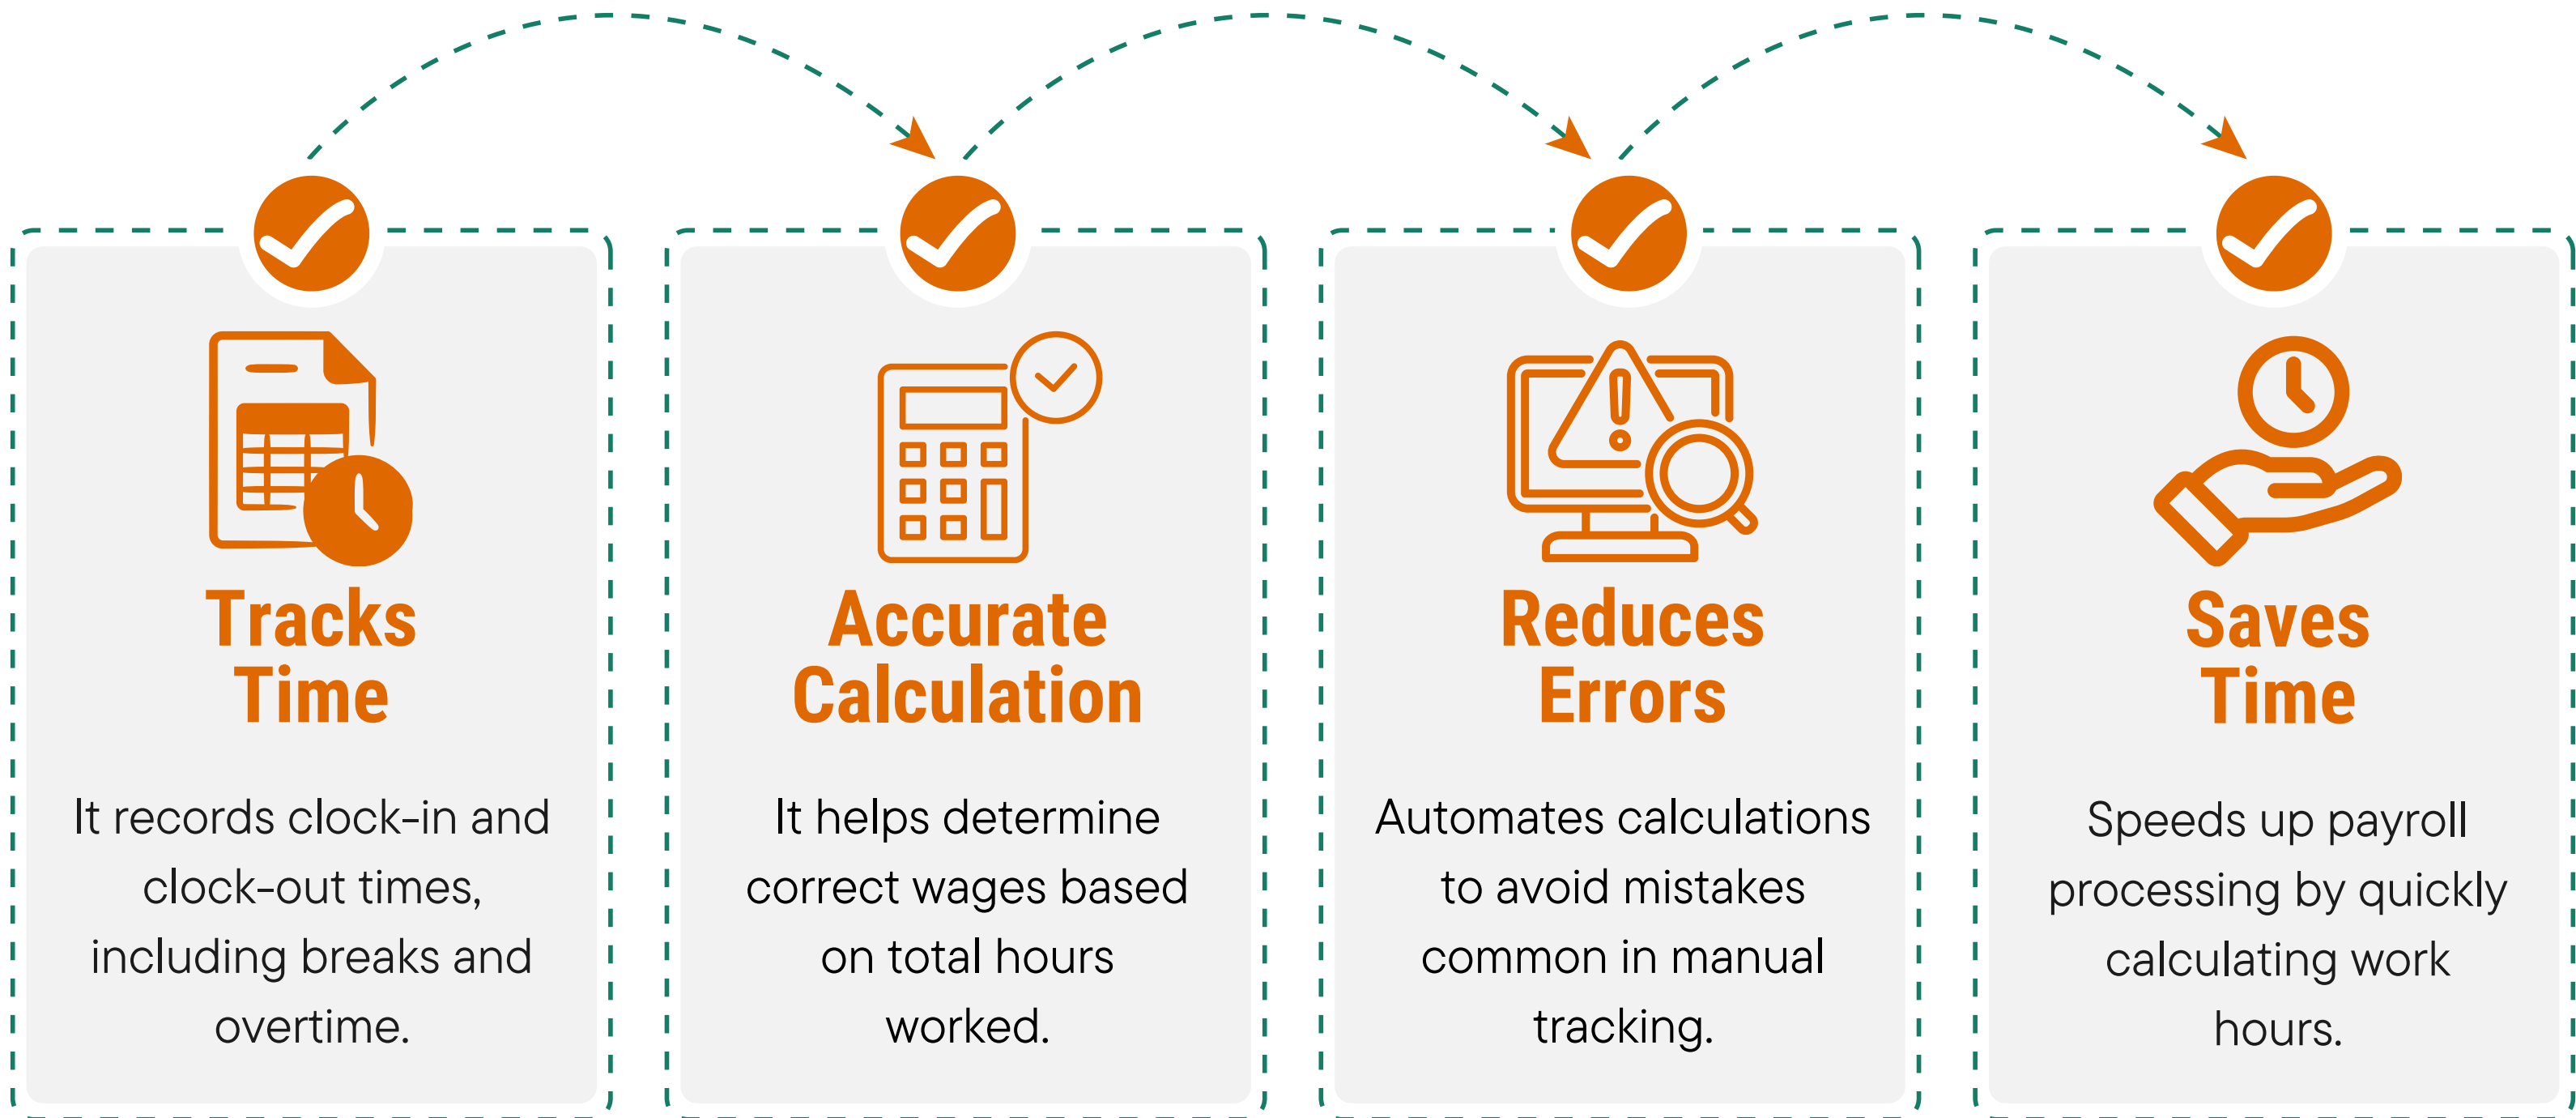 Tracks
Time
It records clock-in and
clock-out times,
including breaks and
overtime.
Accurate
Calculation
It helps determine
correct wages based
on total hours
worked.
Reduces
Errors
Automates calculations
to avoid mistakes
common in manual
tracking.
Saves
Time
Speeds up payroll
processing by quickly
calculating work
hours.